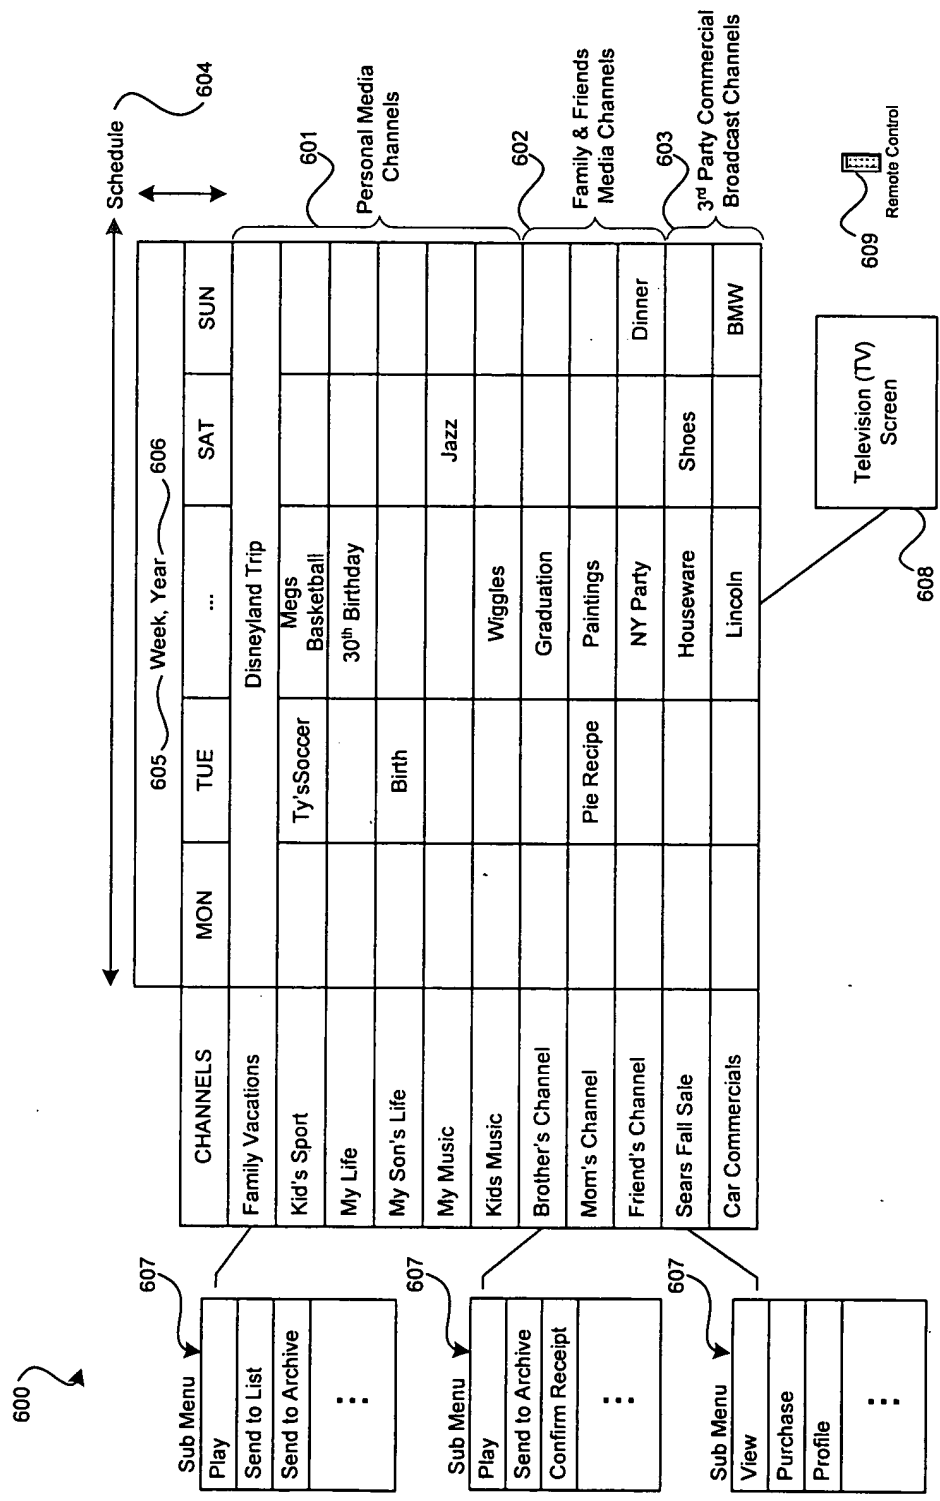 600
Schedule
604
605 Week, Year 606
CHANNELS MON TUE ... SAT SUN
Family Vacations Disneyland Trip
Kid's Sport Ty'sSoccer Megs
Basketball
My Life 30th Birthday
My Son's Life Birth
My Music Jazz
Kids Music Wiggles
Brother's Channel Graduation
Mom's Channel Pie Recipe Paintings
Friend's Channel NY Party Dinner
Sears Fall Sale Houseware Shoes
Car Commercials Lincoln BMW
601
Personal Media
Channels
602
Family & Friends
Media Channels
603
3rd Party Commercial
Broadcast Channels
607
Sub Menu
Play
Send to List
Send to Archive
⋮
607
Sub Menu
Play
Send to Archive
Confirm Receipt
⋮
607
Sub Menu
View
Purchase
Profile
⋮
Television (TV)
Screen
608
609
Remote Control